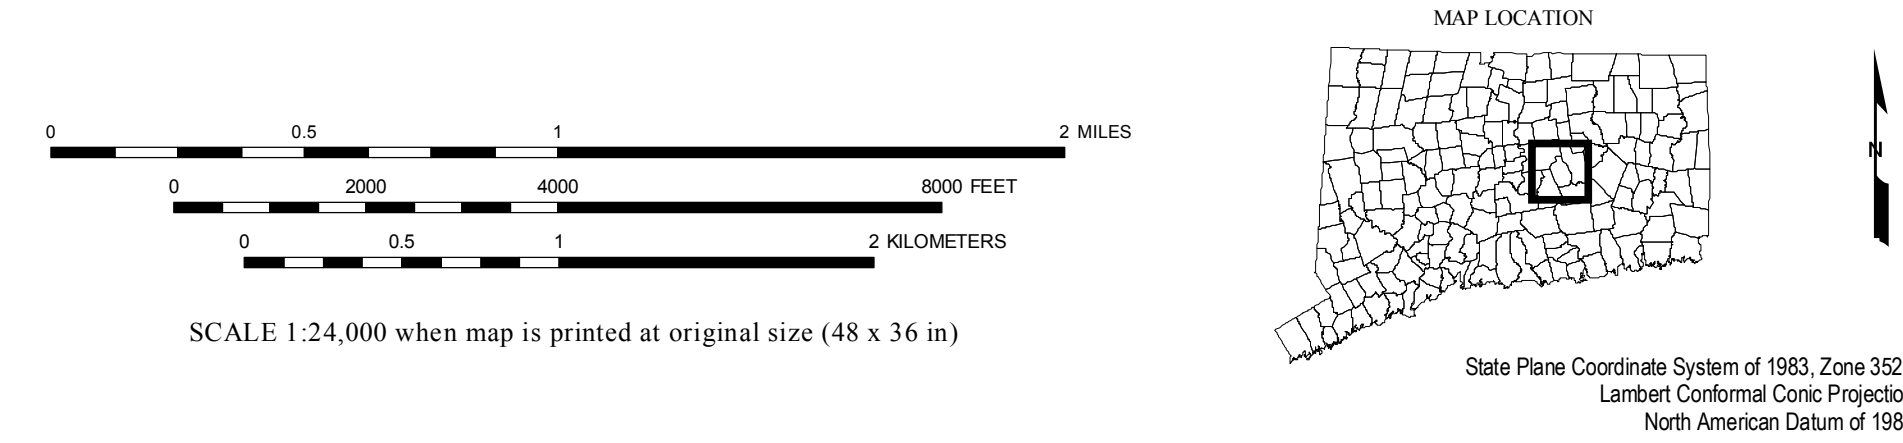 MAP LOCATION
0 0.5 1 2 MILES
0 2000 4000 8000 FEET
0 0.5 1 2 KILOMETERS
SCALE 1:24,000 when map is printed at original size (48 x 36 in)
N
State Plane Coordinate System of 1983, Zone 352
Lambert Conformal Conic Projectio
North American Datum of 198